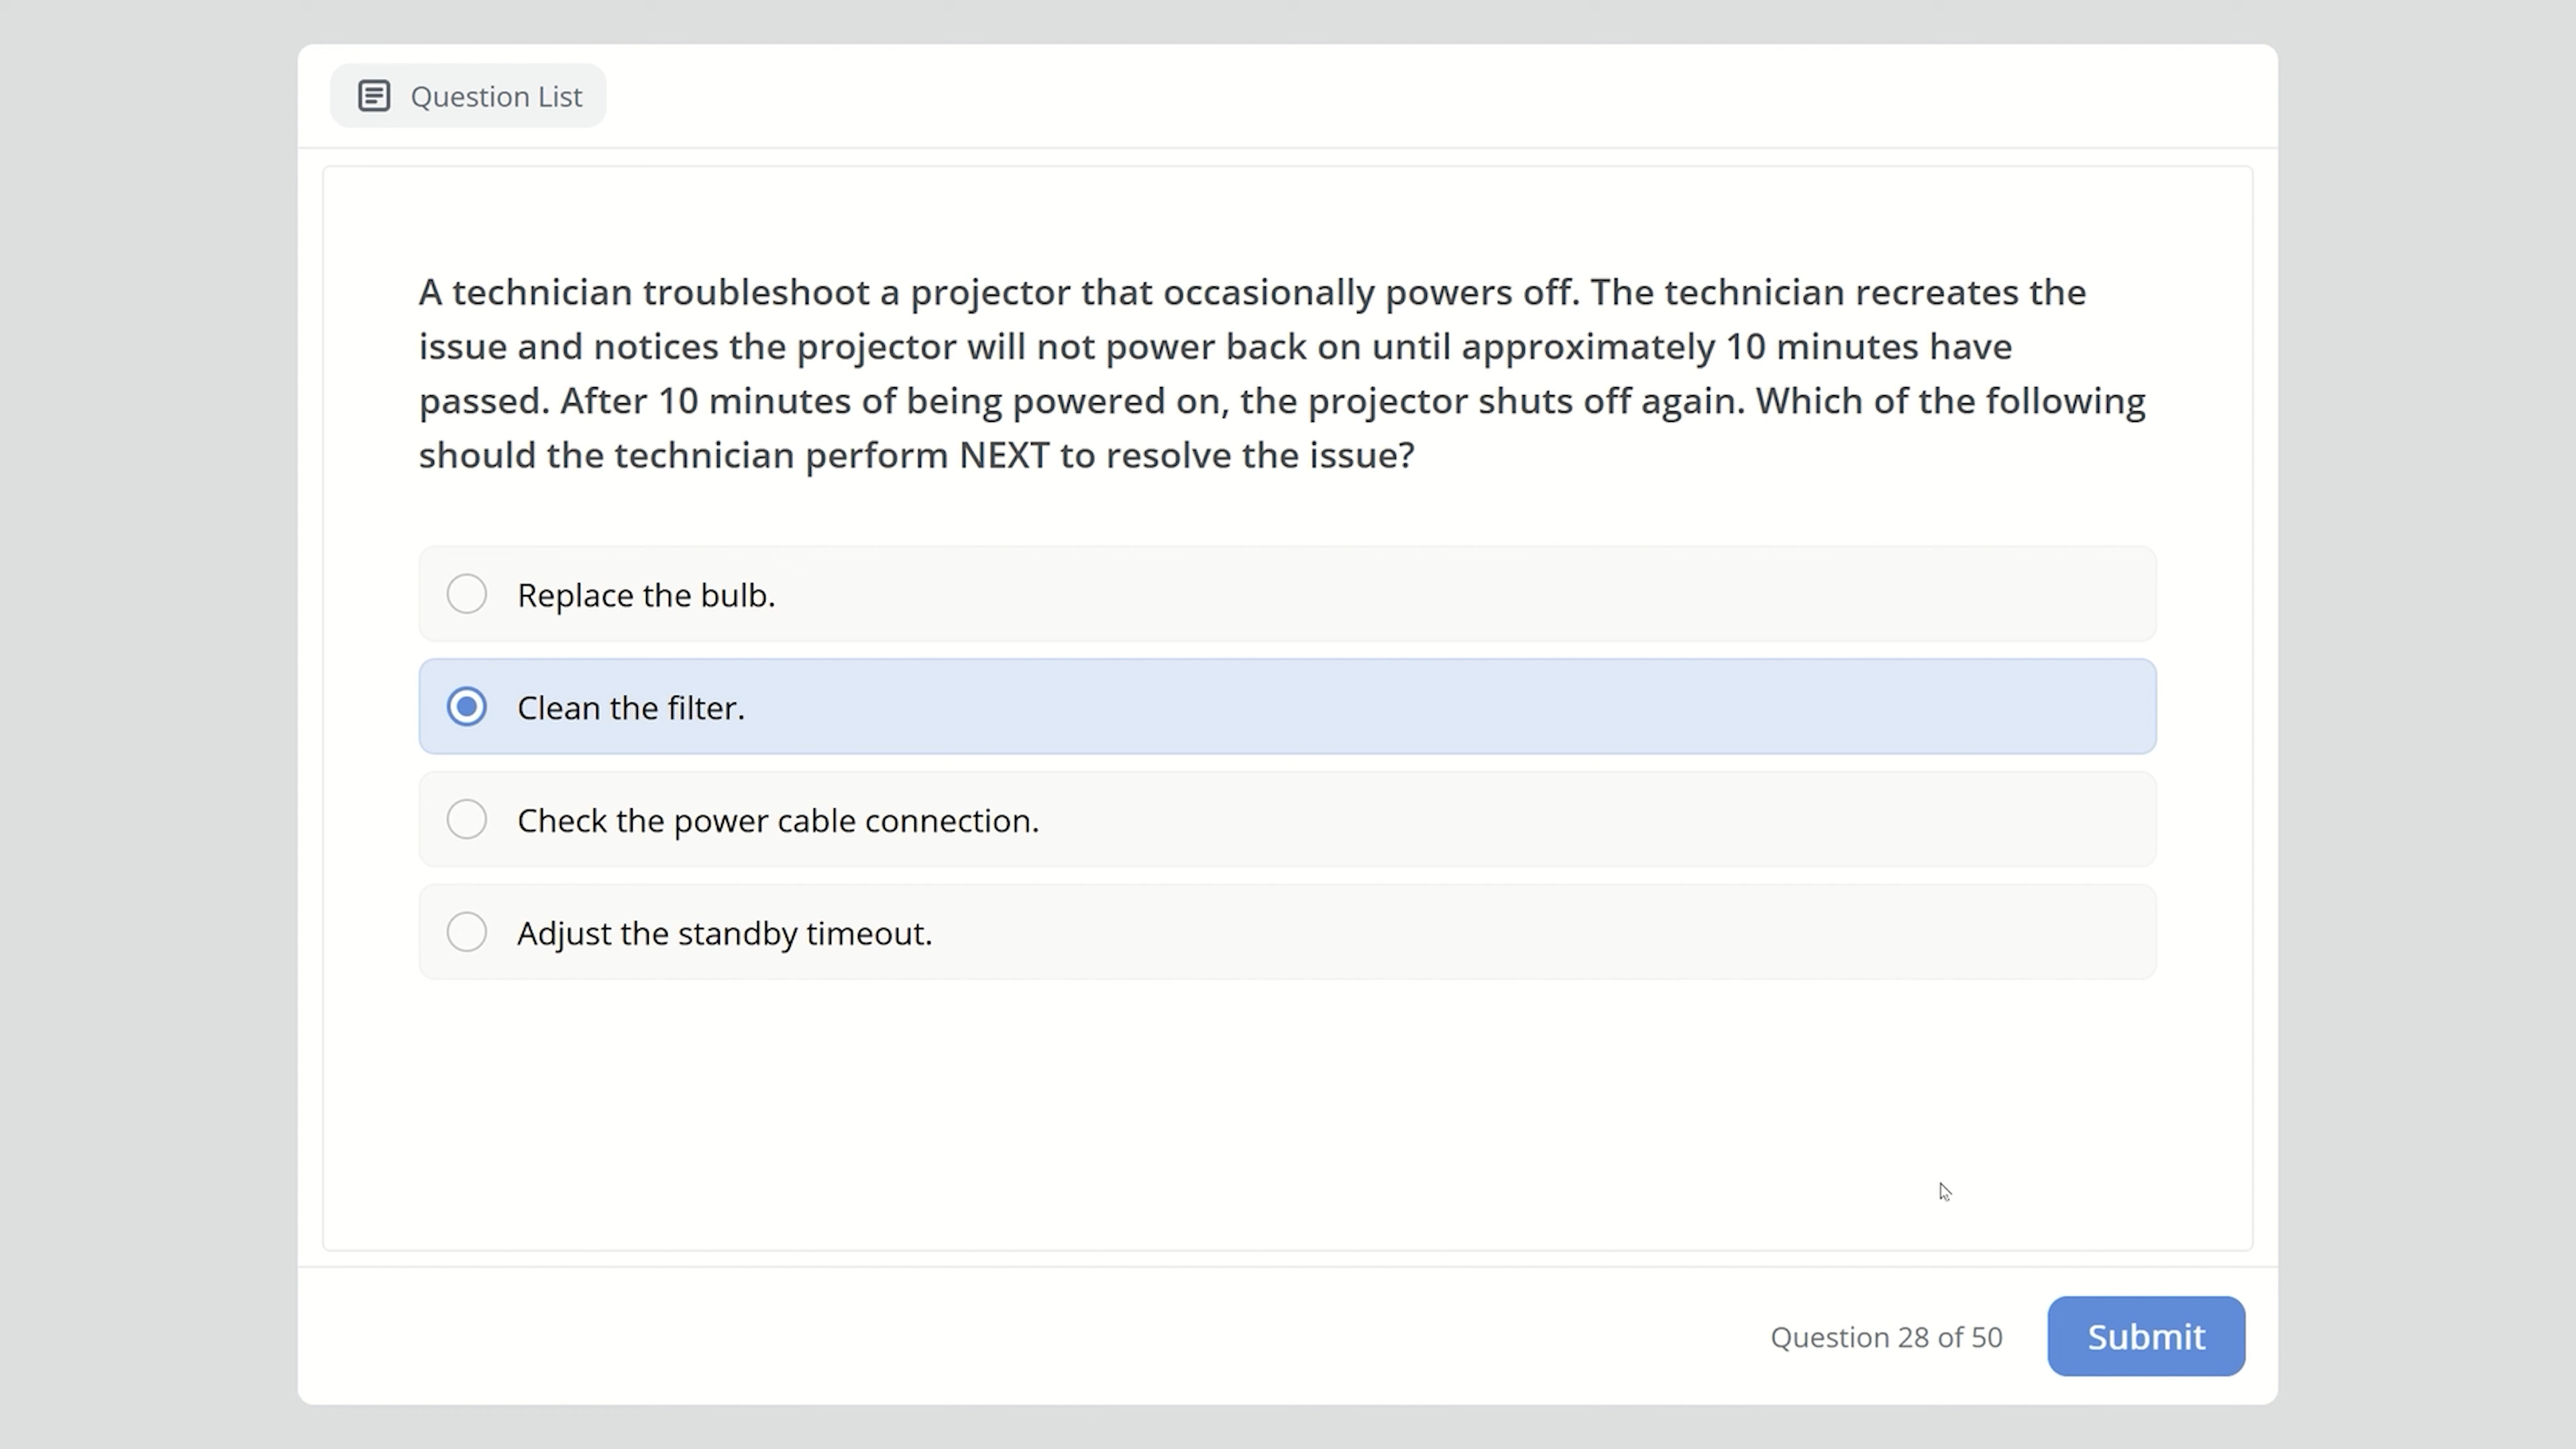 Question List
A technician troubleshoot a projector that occasionally powers off. The technician recreates the
issue and notices the projector will not power back on until approximately 10 minutes have
passed. After 10 minutes of being powered on, the projector shuts off again. Which of the following
should the technician perform NEXT to resolve the issue?
Replace the bulb.
Clean the filter.
Check the power cable connection.
Adjust the standby timeout.
Question 28 of 50
Submit